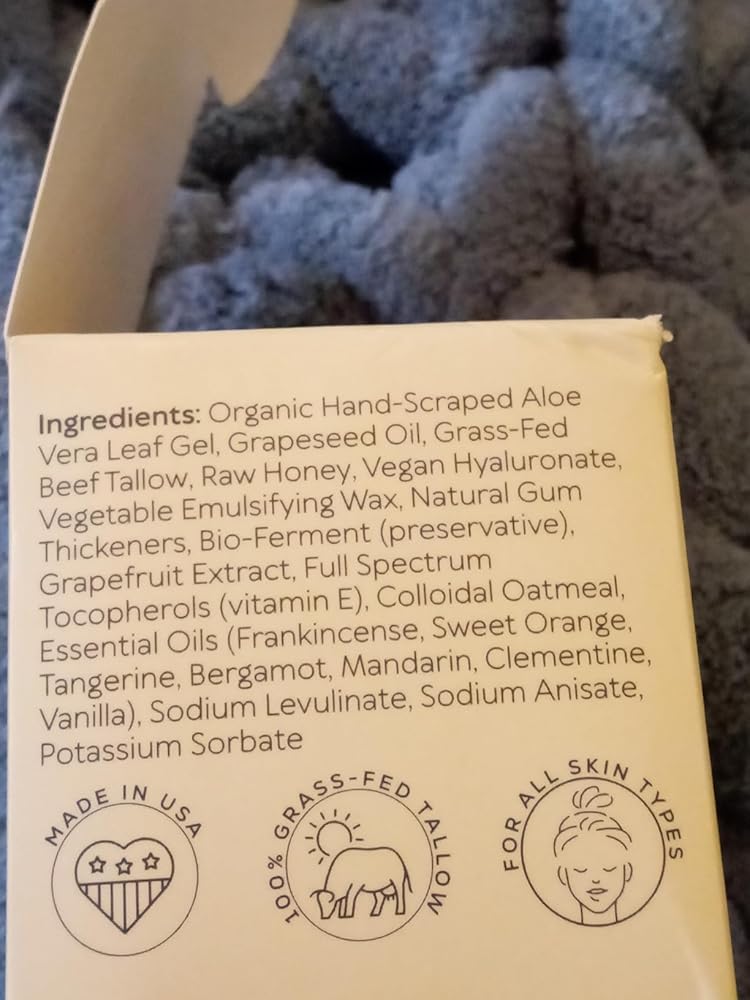 Ingredients: Organic Hand-Scraped Aloe
Vera Leaf Gel, Grapeseed Oil, Grass-Fed
Beef Tallow, Raw Honey, Vegan Hyaluronate,
Vegetable Emulsifying Wax, Natural Gum
Thickeners, Bio-Ferment (preservative),
Grapefruit Extract, Full Spectrum
Tocopherols (vitamin E), Colloidal Oatmeal,
Essential Oils (Frankincense, Sweet Orange,
Tangerine, Bergamot, Mandarin, Clementine,
Vanilla), Sodium Levulinate, Sodium Anisate,
Potassium Sorbate
MADE IN USA
100% GRASS-FED TALLOW
FOR ALL SKIN TYPES